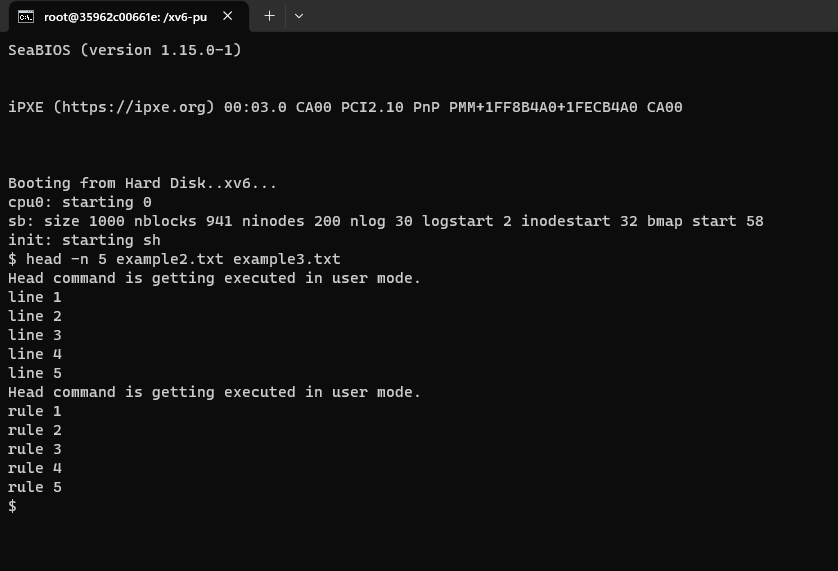 root@35962c00661e: /xv6-pu
SeaBIOS (version 1.15.0-1)
iPXE (https://ipxe.org) 00:03.0 CA00 PCI2.10 PnP PMM+1FF8B4A0+1FECB4A0 CA00
Booting from Hard Disk..xv6...
cpu0: starting 0
sb: size 1000 nblocks 941 ninodes 200 nlog 30 logstart 2 inodestart 32 bmap start 58
init: starting sh
$ head -n 5 example2.txt example3.txt
Head command is getting executed in user mode.
line 1
line 2
line 3
line 4
line 5
Head command is getting executed in user mode.
rule 1
rule 2
rule 3
rule 4
rule 5
$